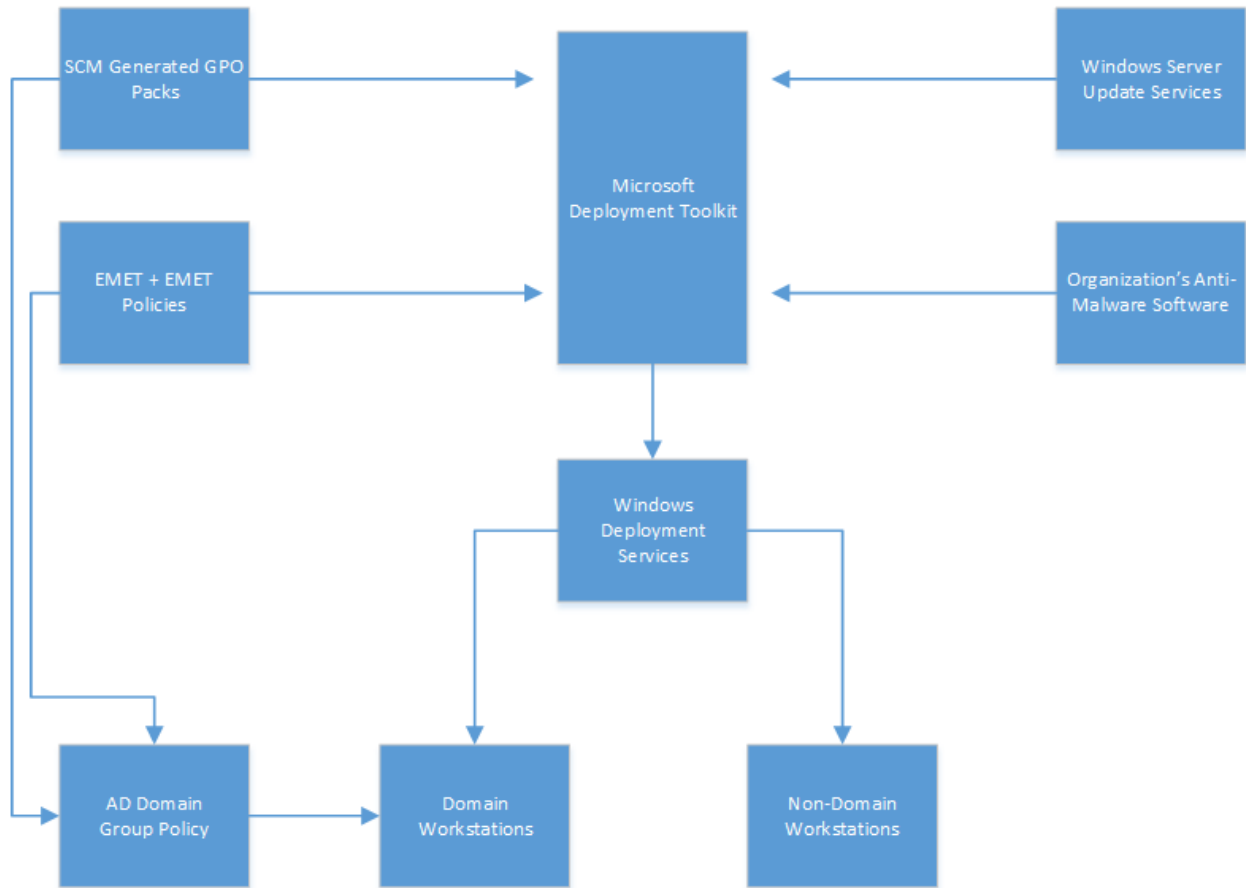 SCM Generated GPO
Packs
Microsoft
Deployment Toolkit
Windows Server
Update Services
EMET + EMET
Policies
Organization's Anti-
Malware Software
Windows
Deployment
Services
AD Domain
Group Policy
Domain
Workstations
Non-Domain
Workstations